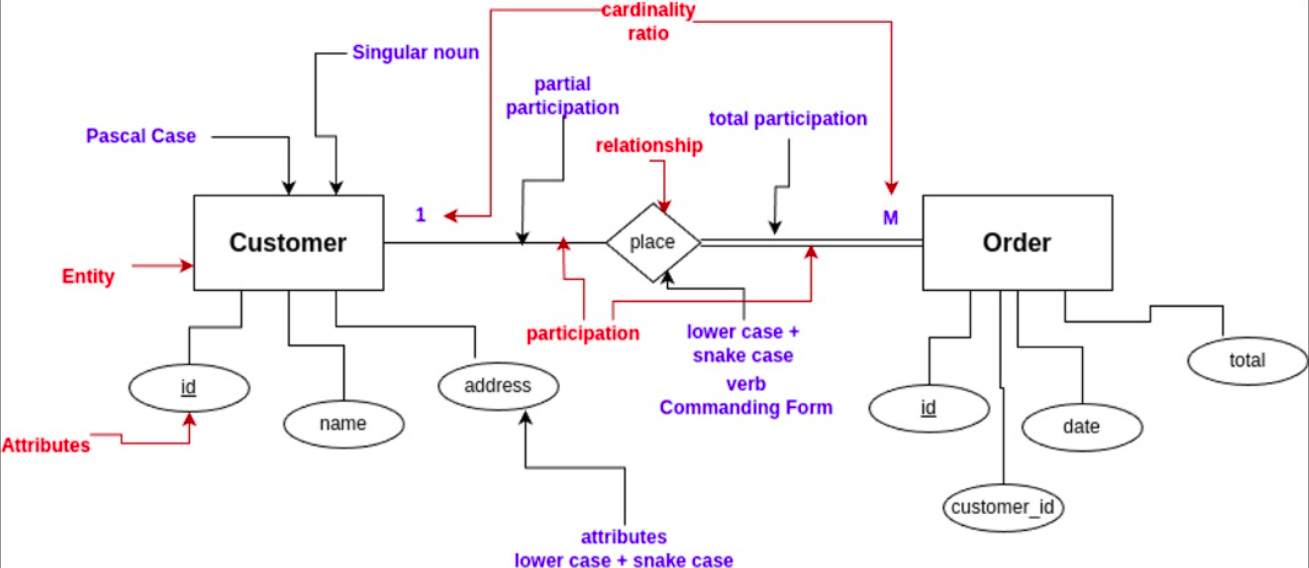 cardinality
ratio
Singular noun
partial
participation
Pascal Case
total participation
relationship
1
M
Customer
place
Order
Entity
participation
lower case +
snake case
verb
Commanding Form
id
name
address
total
id
date
Attributes
customer_id
attributes
lower case + snake case